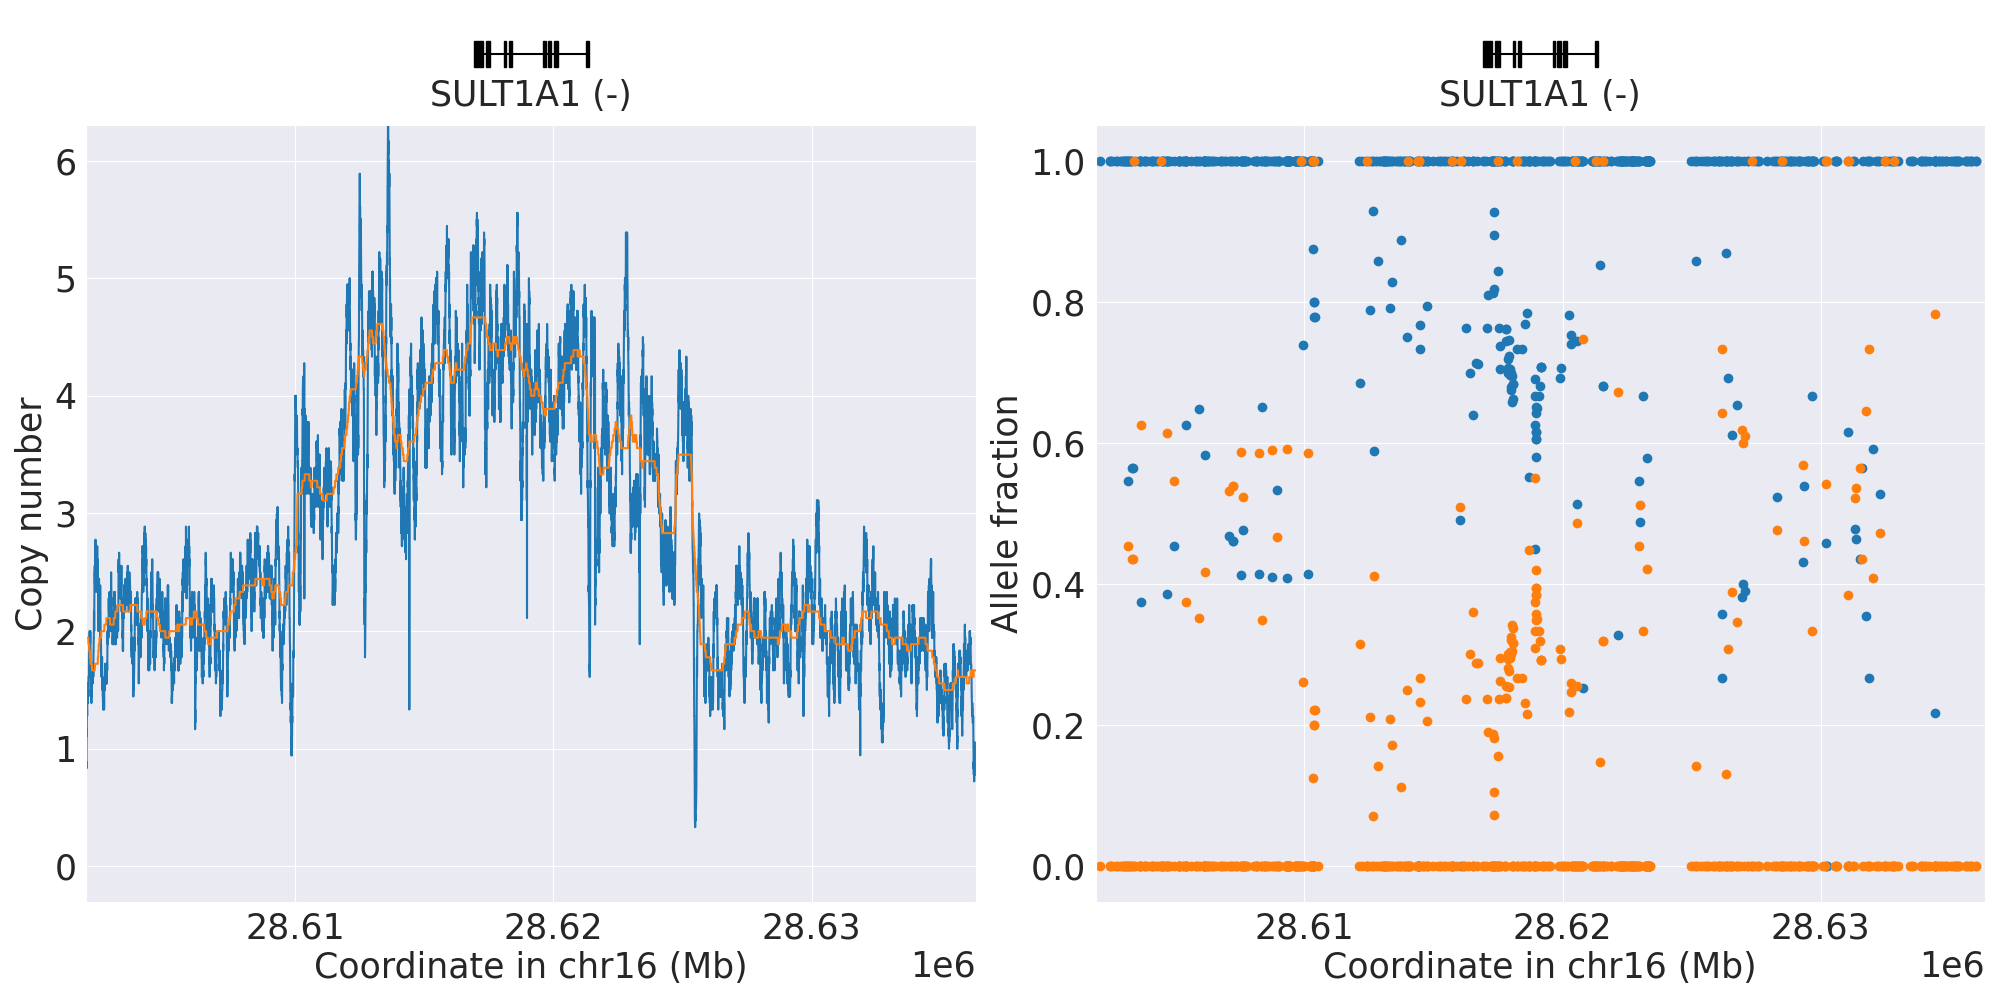 SULT1A1 (-)
Copy number
6
5
4
3
2
1
0
28.61
28.62
28.63
Coordinate in chr16 (Mb)
1e6
SULT1A1 (-)
Allele fraction
1.0
0.8
0.6
0.4
0.2
0.0
28.61
28.62
28.63
Coordinate in chr16 (Mb)
1e6